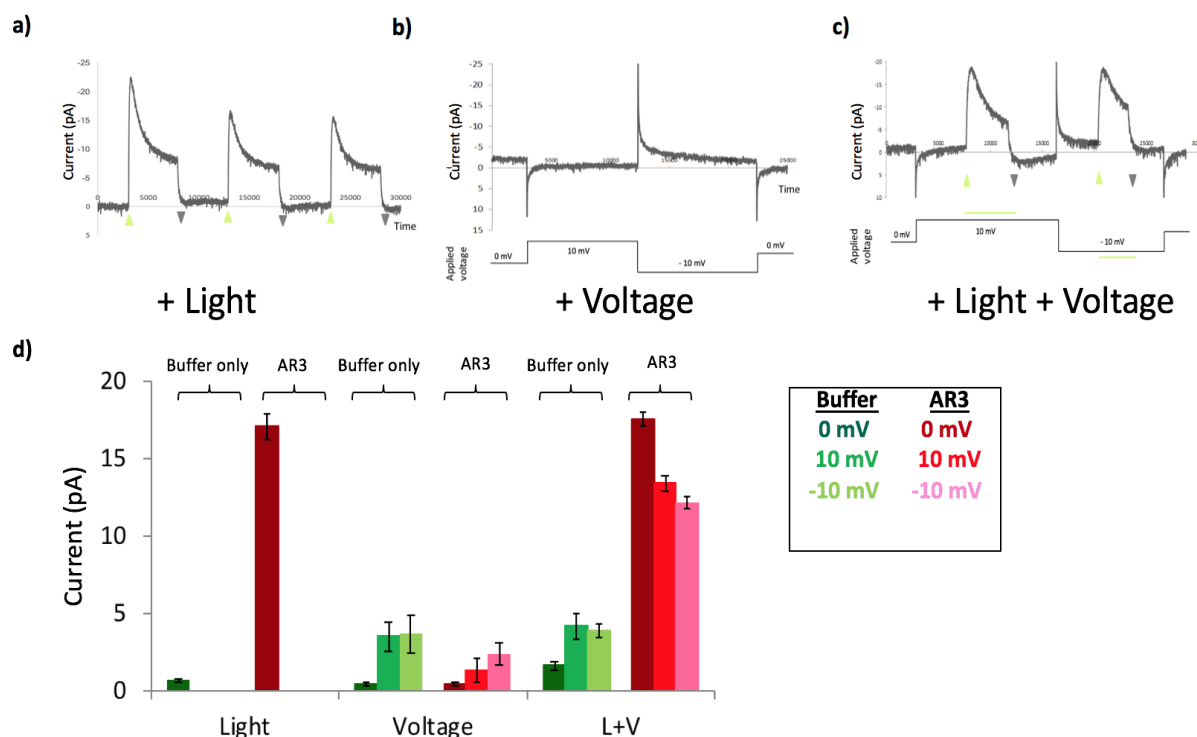 a)
b)
c)
Current (pA)
-25
-20
-15
-10
-5
0
5
0
5000
10000
15000
20000
25000
30000
Time
+ Light
Current (pA)
-25
-20
-15
-10
-5
0
5
10
15
5000
10000
15000
20000
25000
Time
Applied voltage
0 mV
10 mV
- 10 mV
0 mV
+ Voltage
Current (pA)
-20
-15
-10
-5
0
5
10
5000
10000
15000
20000
25000
Applied voltage
0 mV
10 mV
- 10 mV
+ Light + Voltage
d)
Current (pA)
20
15
10
5
0
Buffer only
AR3
Buffer only
AR3
Buffer only
AR3
Light
Voltage
L+V
Buffer AR3
0 mV 0 mV
10 mV 10 mV
-10 mV -10 mV